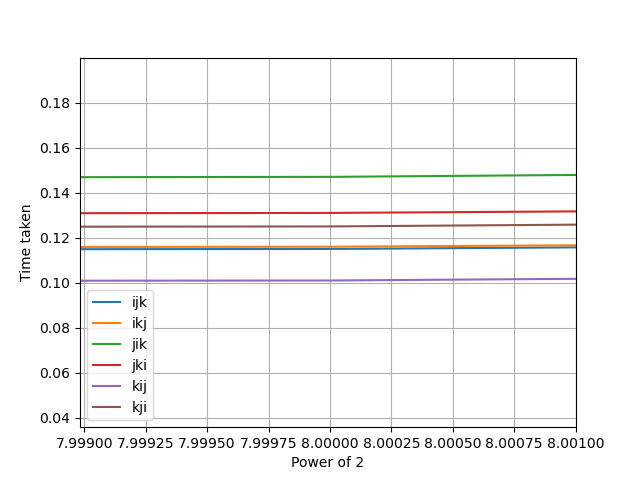 0.18
0.16
0.14
0.12
0.10
0.08
0.06
0.04
Time taken
ijk
ikj
jik
jki
kij
kji
7.99900 7.99925 7.99950 7.99975 8.00000 8.00025 8.00050 8.00075 8.00100
Power of 2